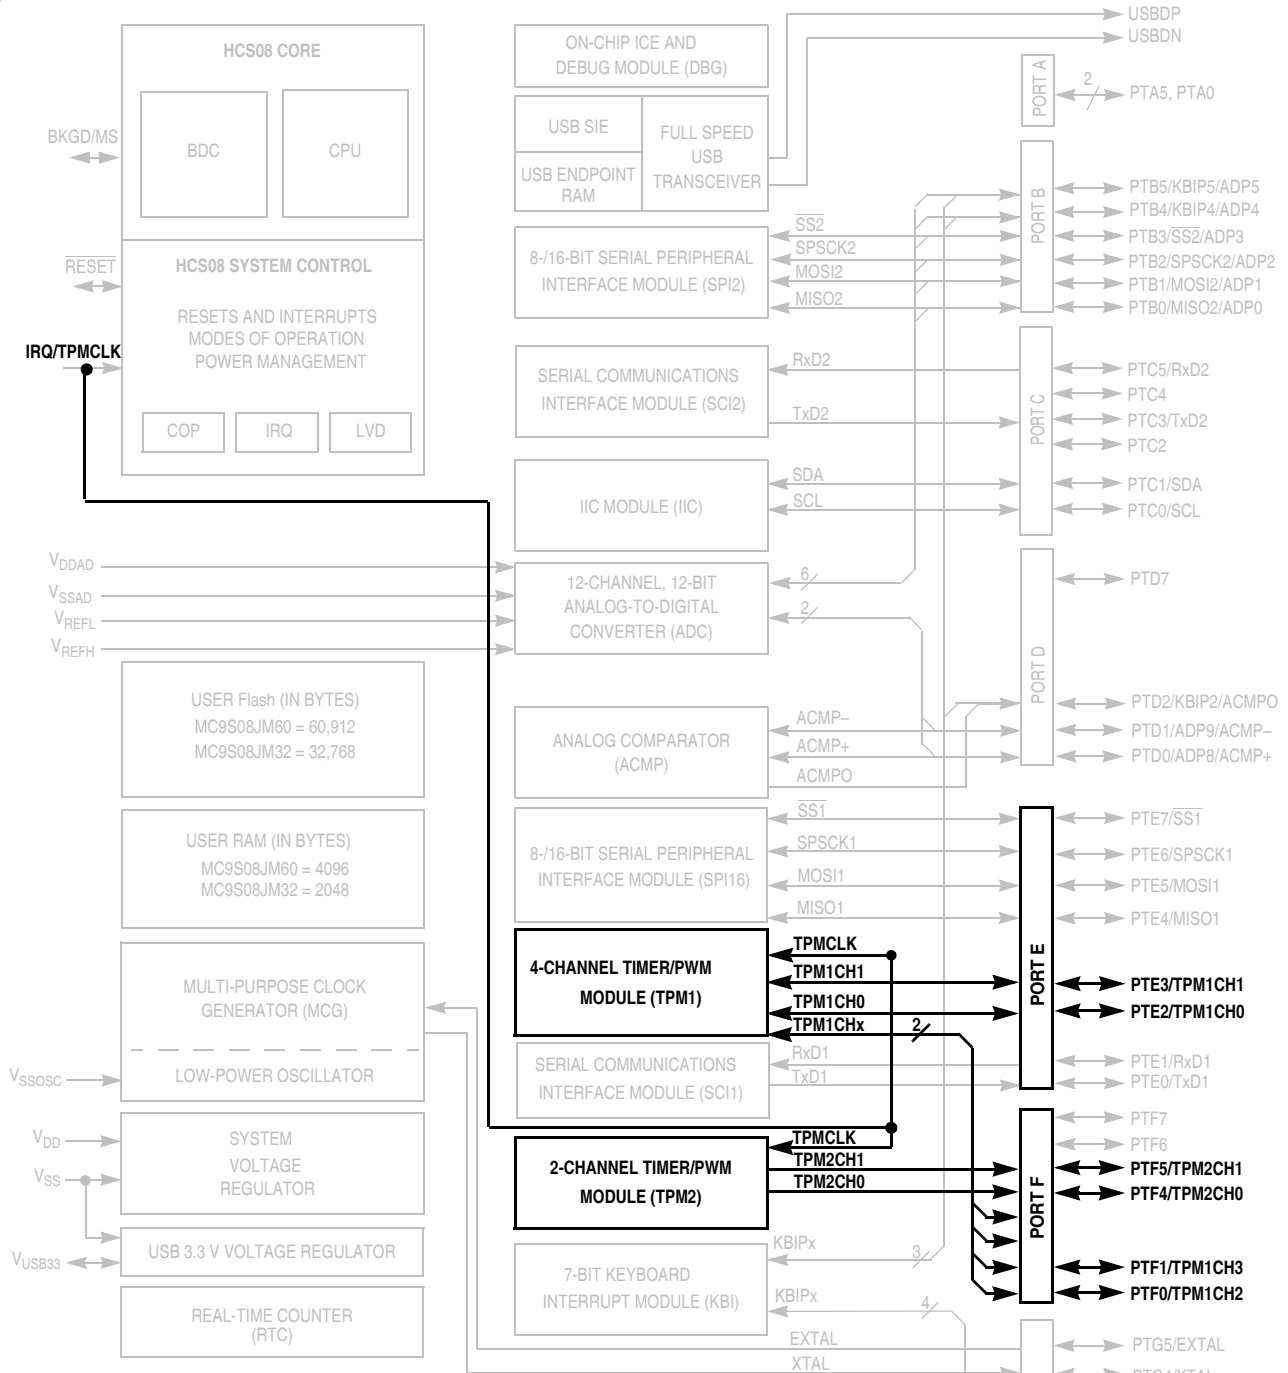 HCS08 CORE
BDC
CPU
BKGD/MS
RESET
HCS08 SYSTEM CONTROL
RESETS AND INTERRUPTS
MODES OF OPERATION
POWER MANAGEMENT
IRQ/TPMCLK
COP
IRQ
LVD
VDDAD
VSSAD
VREFL
VREFH
USER Flash (IN BYTES)
MC9S08JM60 = 60,912
MC9S08JM32 = 32,768
USER RAM (IN BYTES)
MC9S08JM60 = 4096
MC9S08JM32 = 2048
MULTI-PURPOSE CLOCK
GENERATOR (MCG)
LOW-POWER OSCILLATOR
VSSOSC
VDD
VSS
SYSTEM
VOLTAGE
REGULATOR
VUSB33
USB 3.3 V VOLTAGE REGULATOR
REAL-TIME COUNTER
(RTC)
ON-CHIP ICE AND
DEBUG MODULE (DBG)
USB SIE
USB ENDPOINT
RAM
FULL SPEED
USB
TRANSCEIVER
8-/16-BIT SERIAL PERIPHERAL
INTERFACE MODULE (SPI2)
SS2
SPSCK2
MOSI2
MISO2
SERIAL COMMUNICATIONS
INTERFACE MODULE (SCI2)
RxD2
TxD2
IIC MODULE (IIC)
SDA
SCL
12-CHANNEL, 12-BIT
ANALOG-TO-DIGITAL
CONVERTER (ADC)
6
2
ANALOG COMPARATOR
(ACMP)
ACMP–
ACMP+
ACMPO
8-/16-BIT SERIAL PERIPHERAL
INTERFACE MODULE (SPI16)
SS1
SPSCK1
MOSI1
MISO1
4-CHANNEL TIMER/PWM
MODULE (TPM1)
TPMCLK
TPM1CH1
TPM1CH0
TPM1CHx
2
SERIAL COMMUNICATIONS
INTERFACE MODULE (SCI1)
RxD1
TxD1
2-CHANNEL TIMER/PWM
MODULE (TPM2)
TPMCLK
TPM2CH1
TPM2CH0
7-BIT KEYBOARD
INTERRUPT MODULE (KBI)
KBIPx
3
KBIPx
4
EXTAL
XTAL
USBDP
USBDN
PORT A
2
PTA5, PTA0
PORT B
PTB5/KBIP5/ADP5
PTB4/KBIP4/ADP4
PTB3/SS2/ADP3
PTB2/SPSCK2/ADP2
PTB1/MOSI2/ADP1
PTB0/MISO2/ADP0
PORT C
PTC5/RxD2
PTC4
PTC3/TxD2
PTC2
PTC1/SDA
PTC0/SCL
PORT D
PTD7
PTD2/KBIP2/ACMPO
PTD1/ADP9/ACMP–
PTD0/ADP8/ACMP+
PORT E
PTE7/SS1
PTE6/SPSCK1
PTE5/MOSI1
PTE4/MISO1
PTE3/TPM1CH1
PTE2/TPM1CH0
PTE1/RxD1
PTE0/TxD1
PORT F
PTF7
PTF6
PTF5/TPM2CH1
PTF4/TPM2CH0
PTF1/TPM1CH3
PTF0/TPM1CH2
PTG5/EXTAL